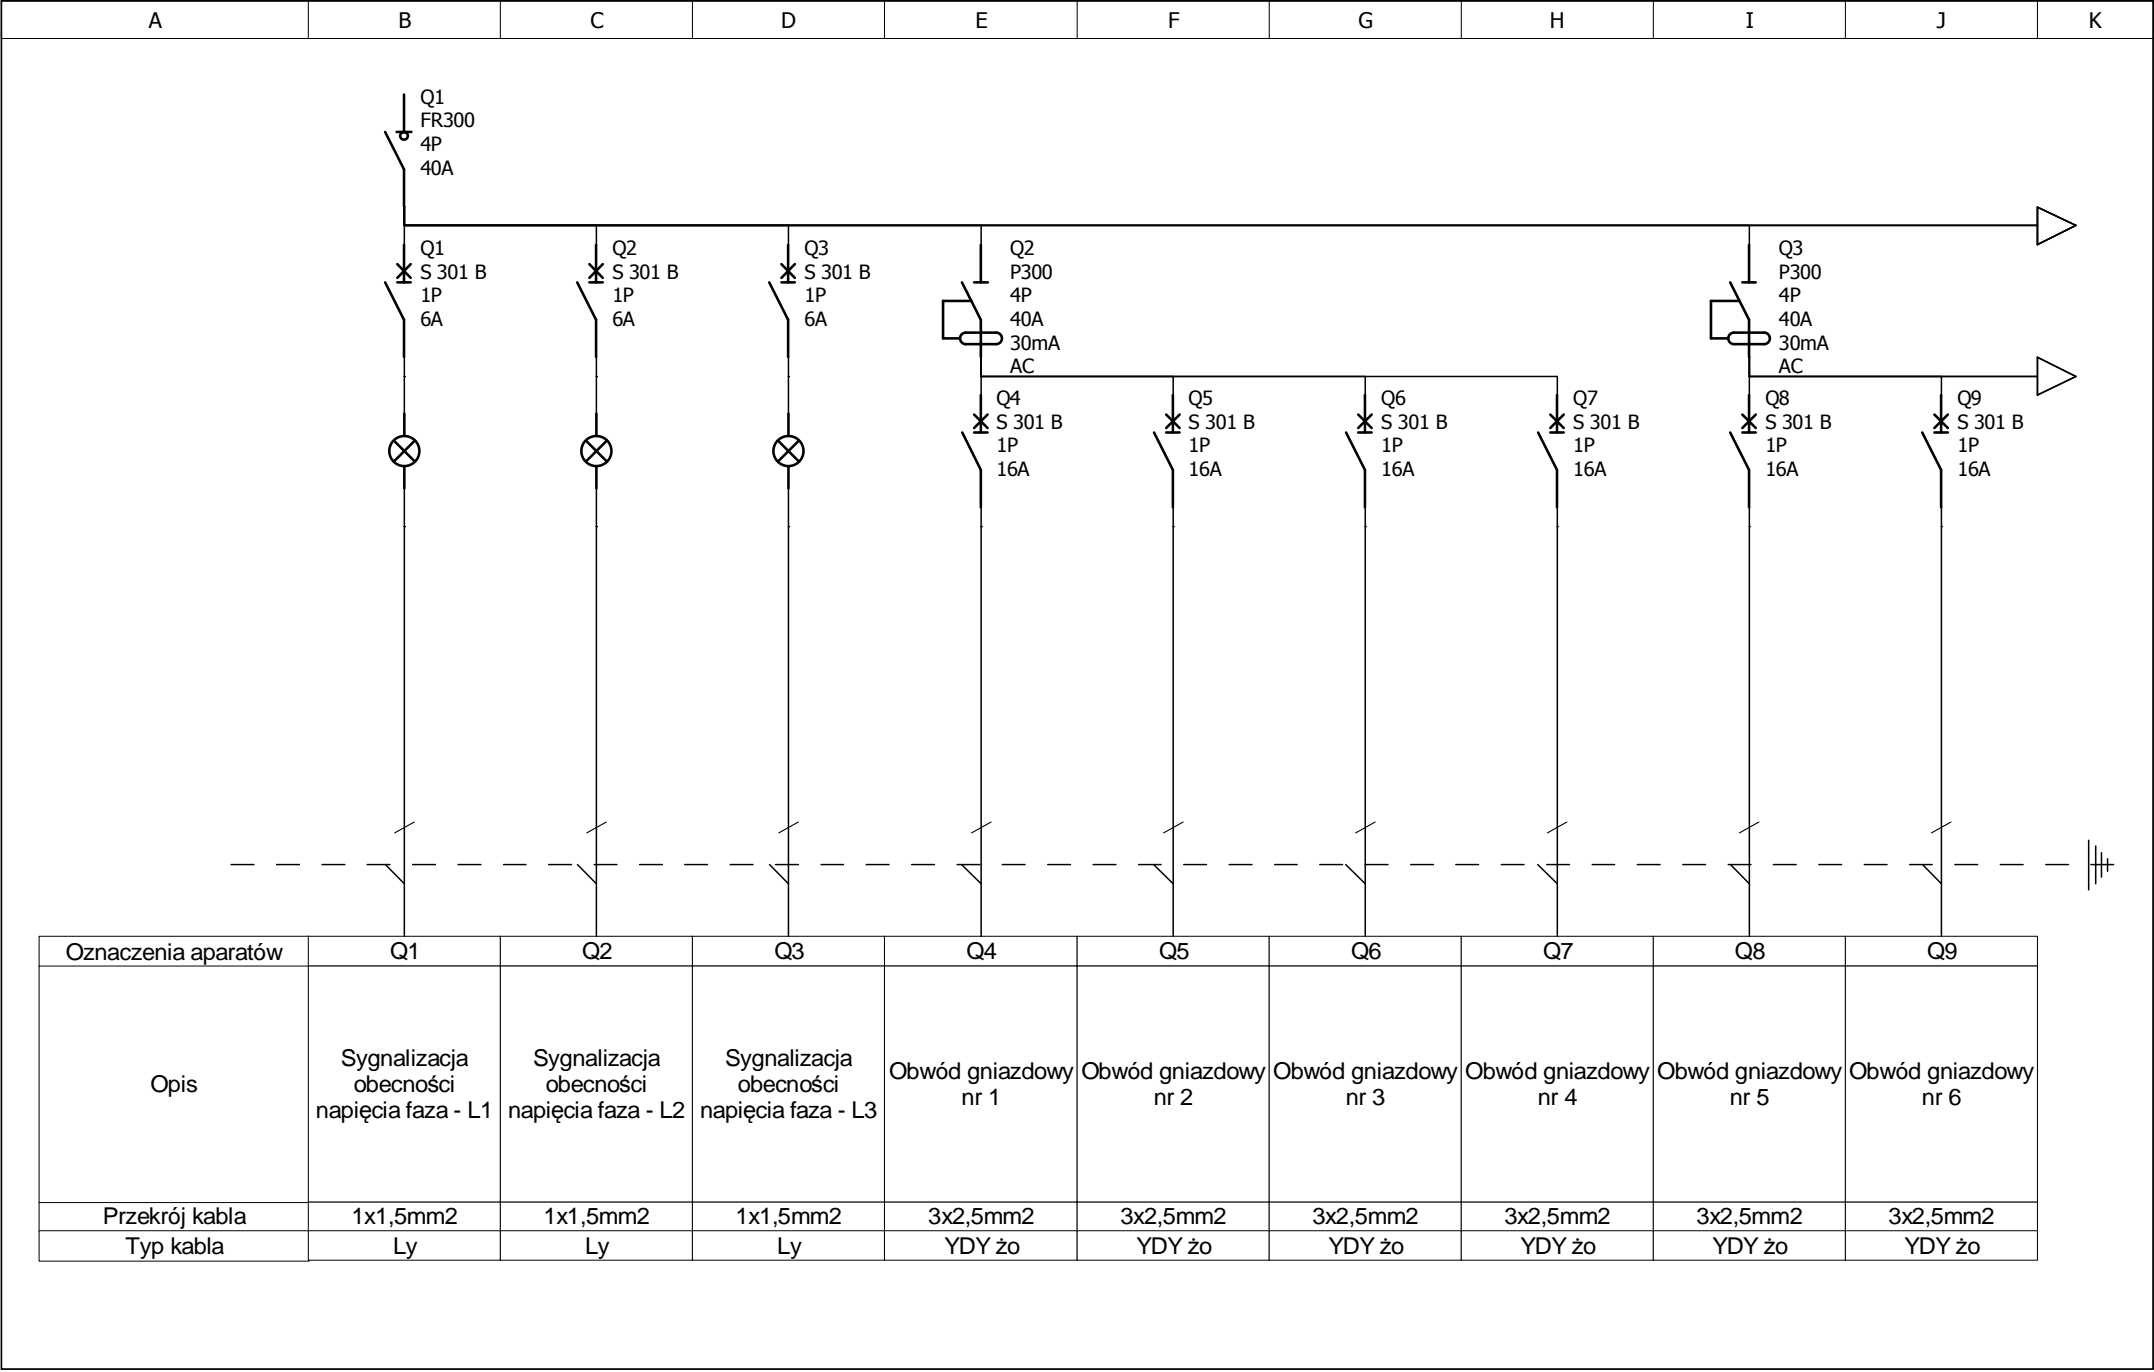 A B C D E F G H I J K
Q1
FR300
4P
40A
Q1
S 301 B
1P
6A
Q2
S 301 B
1P
6A
Q3
S 301 B
1P
6A
Q2
P300
4P
40A
30mA
AC
Q3
P300
4P
40A
30mA
AC
Q4
S 301 B
1P
16A
Q5
S 301 B
1P
16A
Q6
S 301 B
1P
16A
Q7
S 301 B
1P
16A
Q8
S 301 B
1P
16A
Q9
S 301 B
1P
16A
Oznaczenia aparatów Q1 Q2 Q3 Q4 Q5 Q6 Q7 Q8 Q9
Opis
Sygnalizacja
obecności
napięcia faza - L1
Sygnalizacja
obecności
napięcia faza - L2
Sygnalizacja
obecności
napięcia faza - L3
Obwód gniazdowy
nr 1
Obwód gniazdowy
nr 2
Obwód gniazdowy
nr 3
Obwód gniazdowy
nr 4
Obwód gniazdowy
nr 5
Obwód gniazdowy
nr 6
Przekrój kabla 1x1,5mm2 1x1,5mm2 1x1,5mm2 3x2,5mm2 3x2,5mm2 3x2,5mm2 3x2,5mm2 3x2,5mm2 3x2,5mm2
Typ kabla Ly Ly Ly YDY żo YDY żo YDY żo YDY żo YDY żo YDY żo